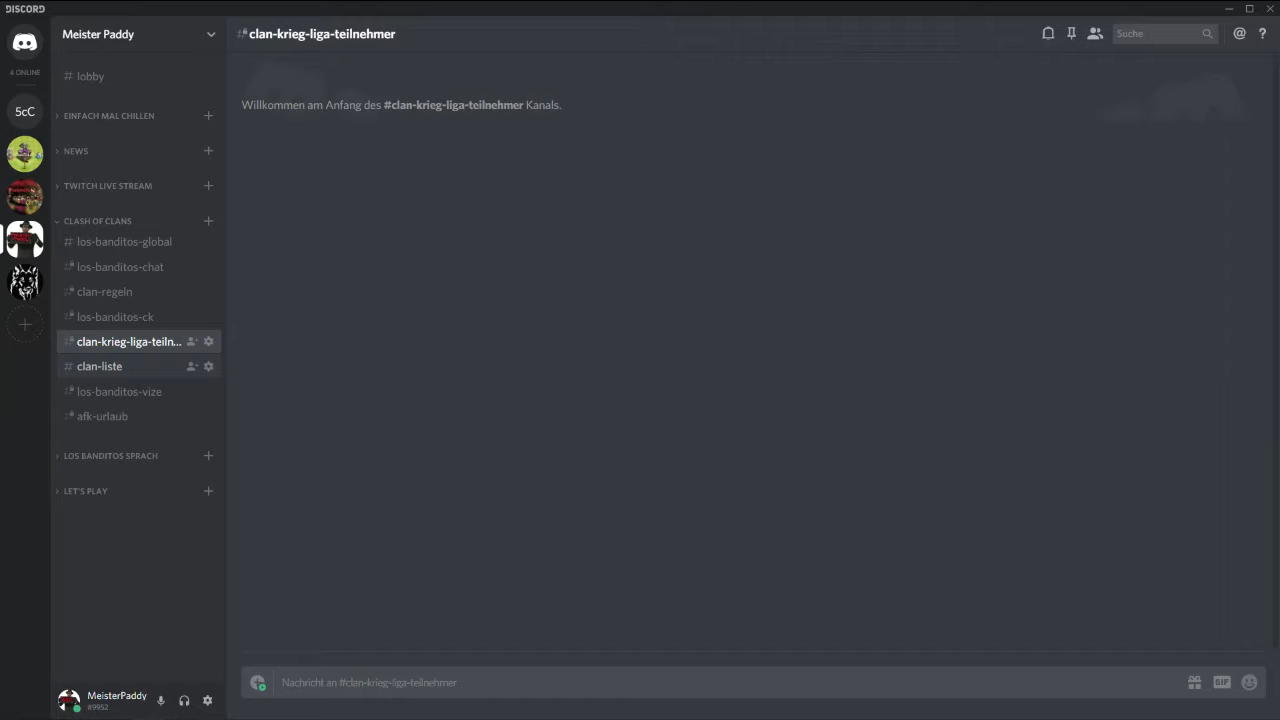 DISCORD
4 ONLINE
5cC
Meister Paddy
# lobby
EINFACH MAL CHILLEN
NEWS
TWITCH LIVE STREAM
CLASH OF CLANS
# los-banditos-global
los-banditos-chat
clan-regeln
los-banditos-ck
clan-krieg-liga-teiln...
# clan-liste
los-banditos-vize
afk-urlaub
LOS BANDITOS SPRACH
LET'S PLAY
MeisterPaddy
#9952
clan-krieg-liga-teilnehmer
Suche
Willkommen am Anfang des #clan-krieg-liga-teilnehmer Kanals.
Nachricht an #clan-krieg-liga-teilnehmer
GIF